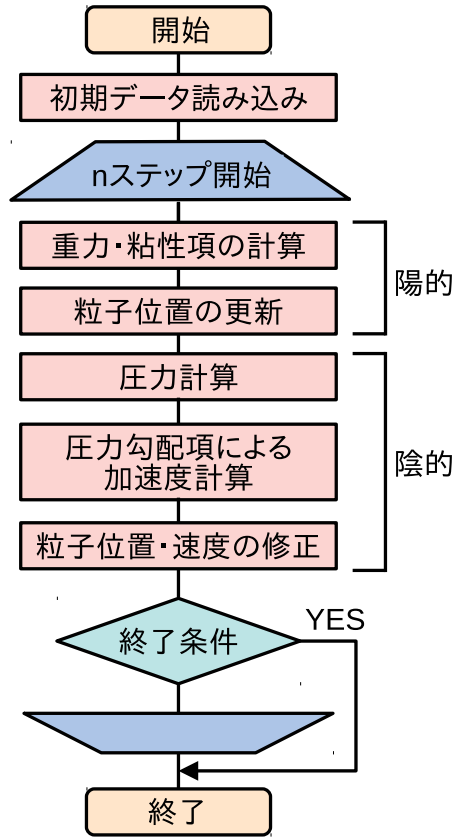 開始
初期データ読み込み
nステップ開始
重力・粘性項の計算
粒子位置の更新
陽的
圧力計算
圧力勾配項による
加速度計算
粒子位置・速度の修正
陰的
終了条件
YES
終了